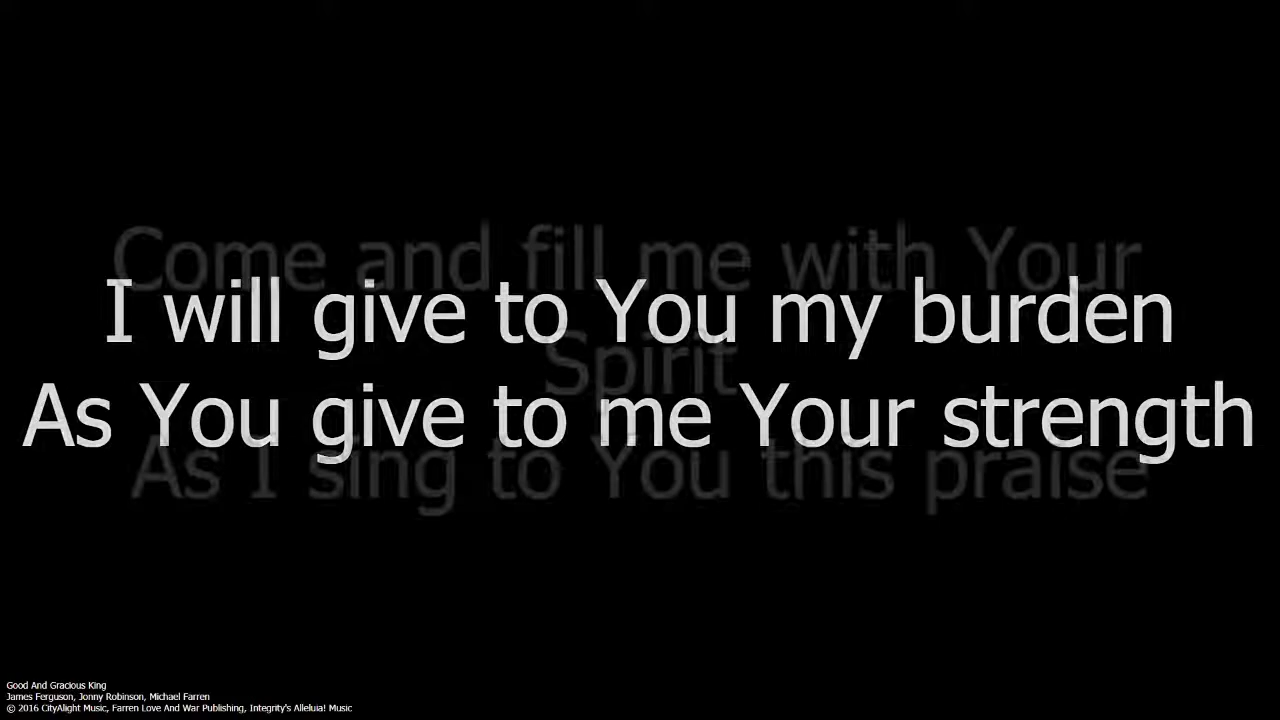 Come and fill me with Your
I will give to You my burden
Spirit
As You give to me Your strength
As I sing to You this praise
Good And Gracious King
James Ferguson, Jonny Robinson, Michael Farren
© 2016 CityAlight Music, Farren Love And War Publishing, Integrity's Alleluia! Music